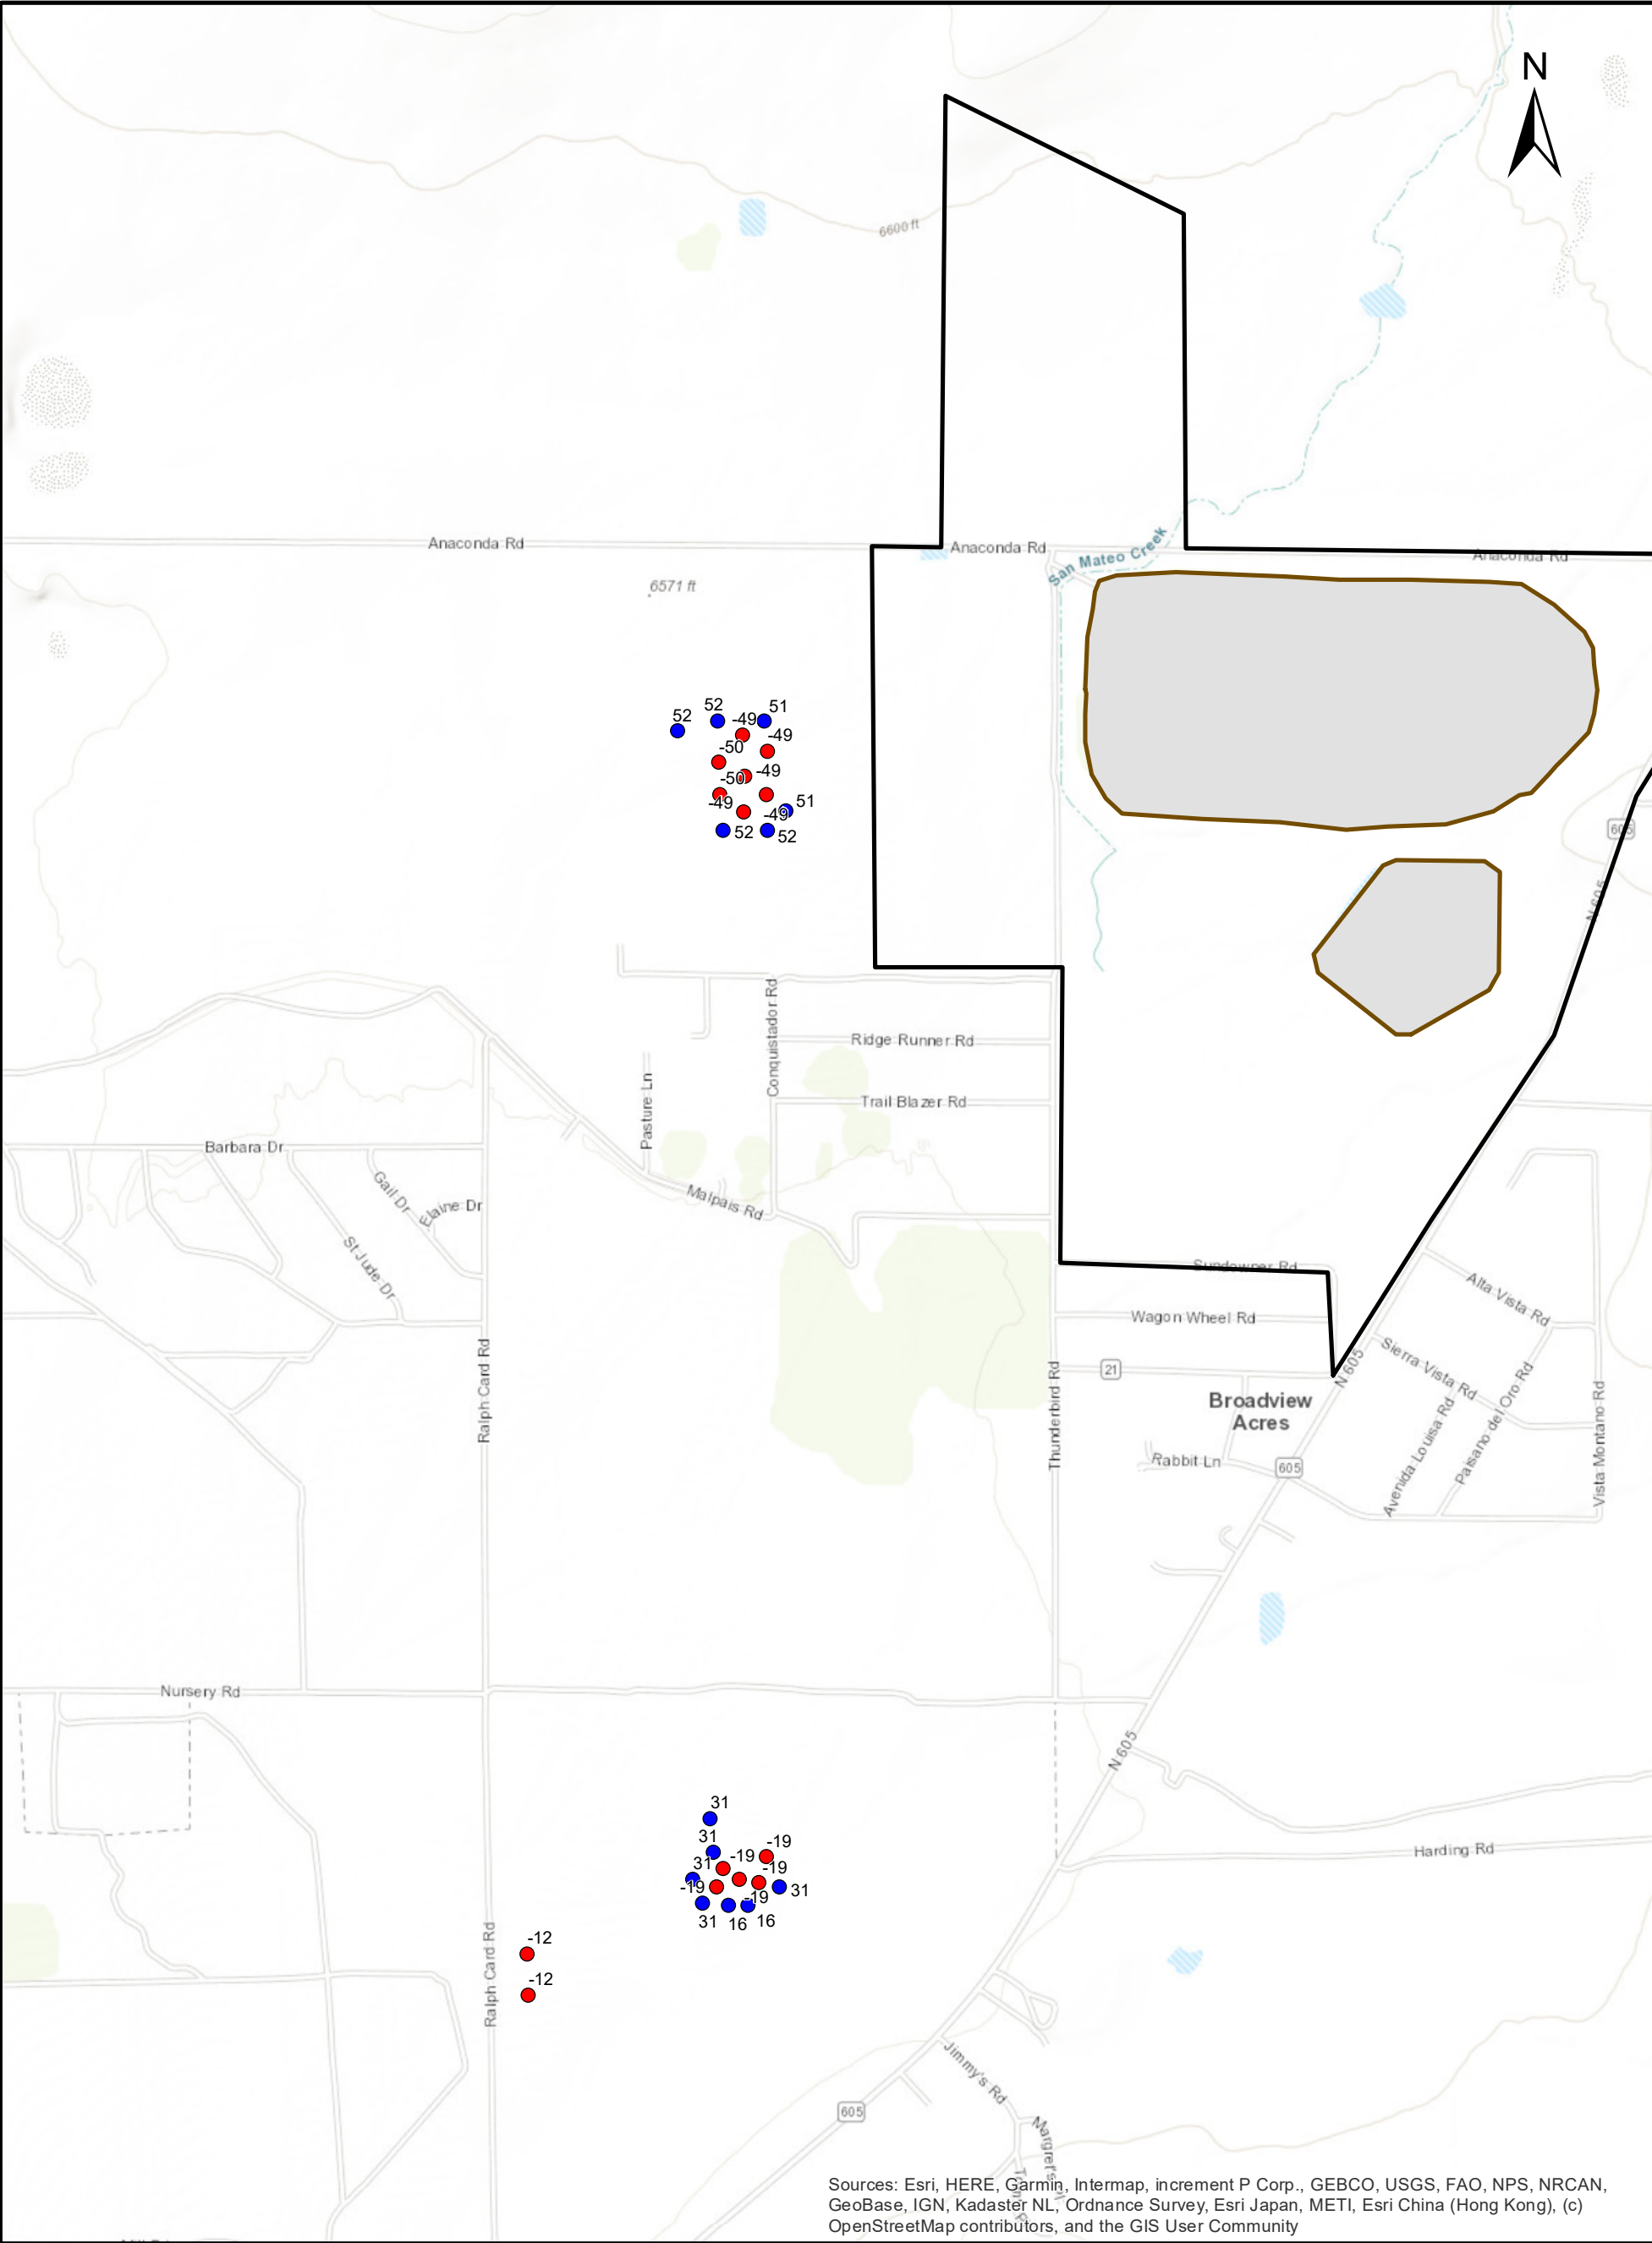 N
6600 ft
Anaconda Rd
Anaconda Rd
Anaconda Rd
San Mateo Creek
6571 ft
52
52
51
-49
-49
-50
-49
-50
-49
51
-49
52
52
605
N 605
Conquistador Rd
Ridge Runner Rd
Pasture Ln
Trail Blazer Rd
Barbara Dr
Gail Dr
Elaine Dr
Malpais Rd
St Jude Dr
Sundowner Rd
Alta Vista Rd
Wagon Wheel Rd
Sierra Vista Rd
N 605
21
Ralph Card Rd
Thunderbird Rd
Broadview
Acres
Paisano del Oro Rd
Avenida Louisa Rd
Vista Montano Rd
Rabbit Ln
605
Nursery Rd
N 605
31
31
-19
-19
31
-19
-19
31
-19
31
16
16
Harding Rd
-12
-12
Ralph Card Rd
Jimmy's Rd
605
Margret's Pl
Sources: Esri, HERE, Garmin, Intermap, increment P Corp., GEBCO, USGS, FAO, NPS, NRCAN,
GeoBase, IGN, Kadaster NL, Ordnance Survey, Esri Japan, METI, Esri China (Hong Kong), (c)
OpenStreetMap contributors, and the GIS User Community